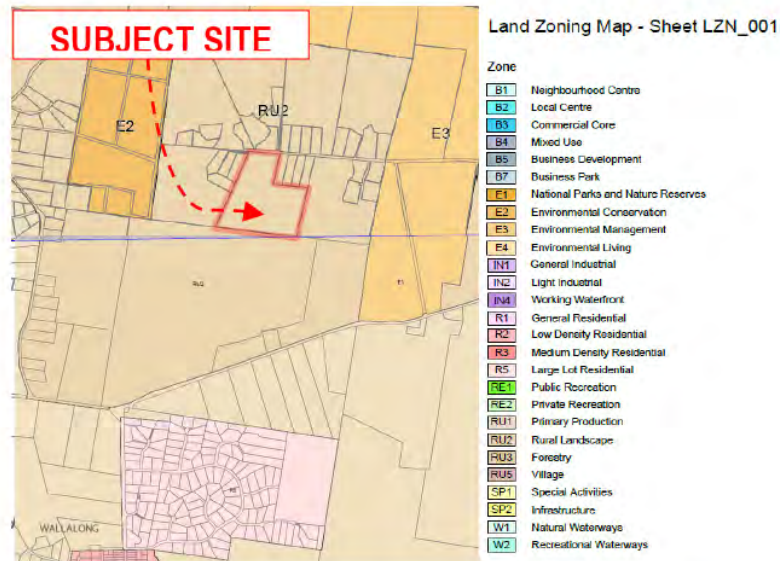 SUBJECT SITE
Land Zoning Map - Sheet LZN_001
E2
RU2
E3
RU2
WALLALONG
Zone
B1 Neighbourhood Centre
B2 Local Centre
B3 Commercial Core
B4 Mixed Use
B5 Business Development
B7 Business Park
E1 National Parks and Nature Reserves
E2 Environmental Conservation
E3 Environmental Management
E4 Environmental Living
IN1 General Industrial
IN2 Light Industrial
IN4 Working Waterfront
R1 General Residential
R2 Low Density Residential
R3 Medium Density Residential
R5 Large Lot Residential
RE1 Public Recreation
RE2 Private Recreation
RU1 Primary Production
RU2 Rural Landscape
RU3 Forestry
RU5 Village
SP1 Special Activities
SP2 Infrastructure
W1 Natural Waterways
W2 Recreational Waterways